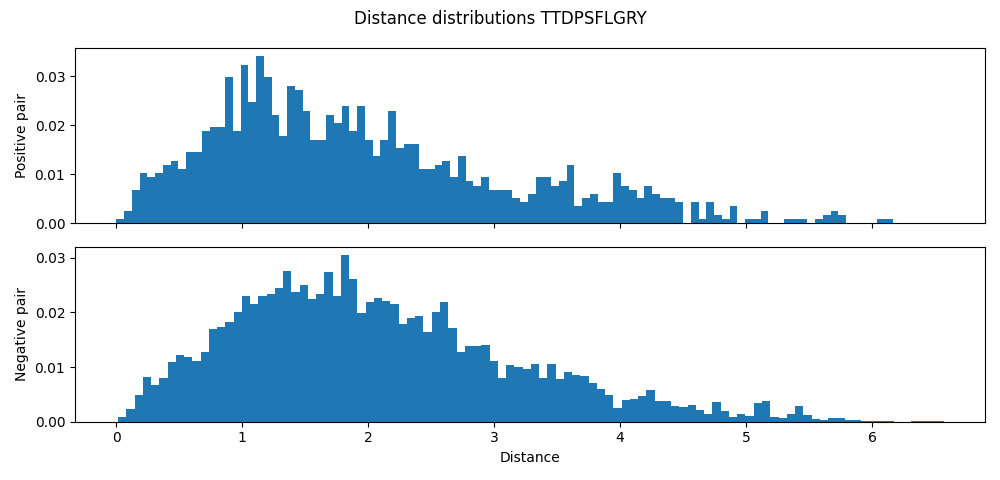 Distance distributions TTDPSFLGRY
Positive pair
0.03
0.02
0.01
0.00
Negative pair
0.03
0.02
0.01
0.00
0 1 2 3 4 5 6
Distance